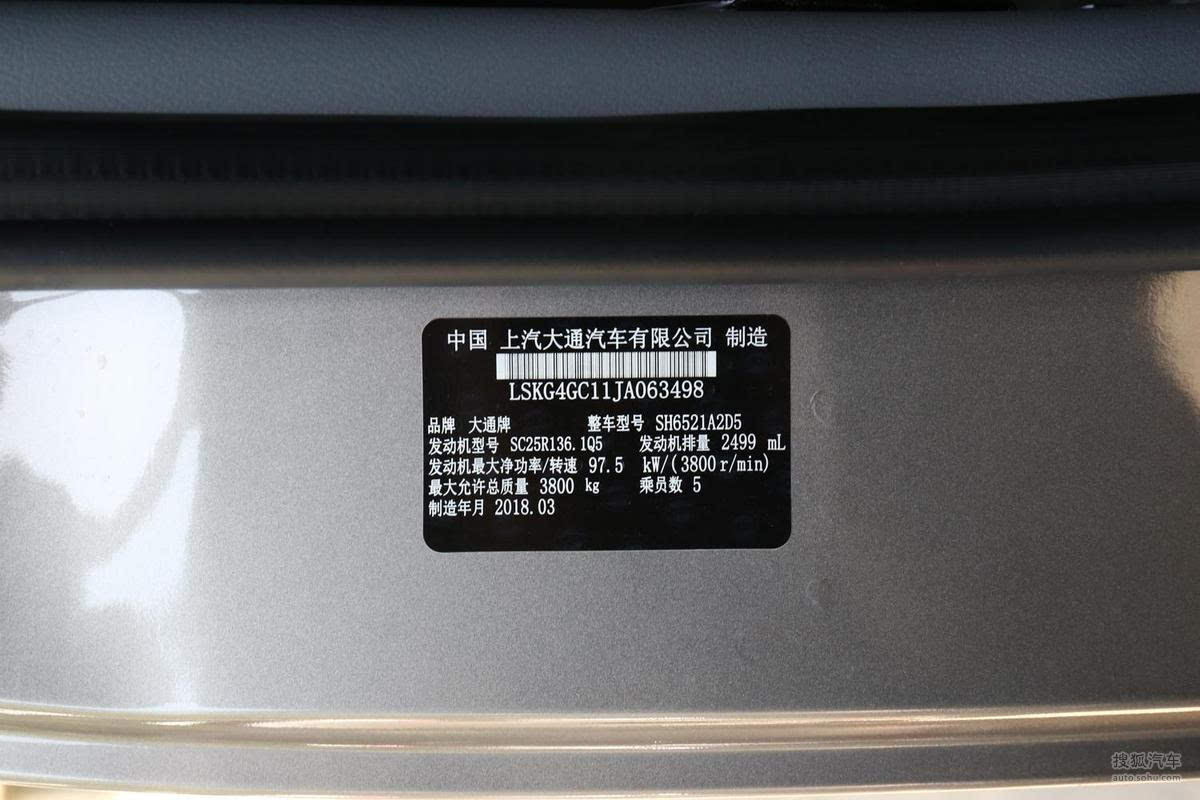 中国 上汽大通汽车有限公司 制造
LSKG4GC11JA063498
品牌 大通牌 整车型号 SH6521A2D5
发动机型号 SC25R136.1Q5 发动机排量 2499 mL
发动机最大净功率/转速 97.5 kW/(3800r/min)
最大允许总质量 3800 kg 乘员数 5
制造年月 2018.03
搜狐汽车
auto.sohu.com